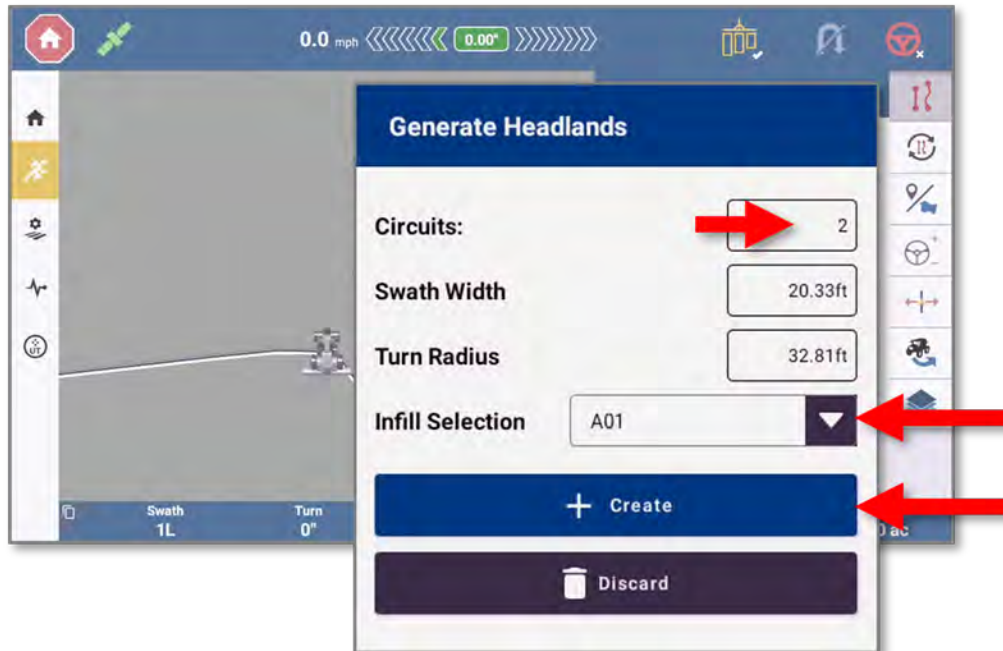 0.0 mph 0.00"
Generate Headlands
Circuits: 2
Swath Width 20.33ft
Turn Radius 32.81ft
Infill Selection A01
UT
Swath Turn
1L 0" ac
+ Create
Discard